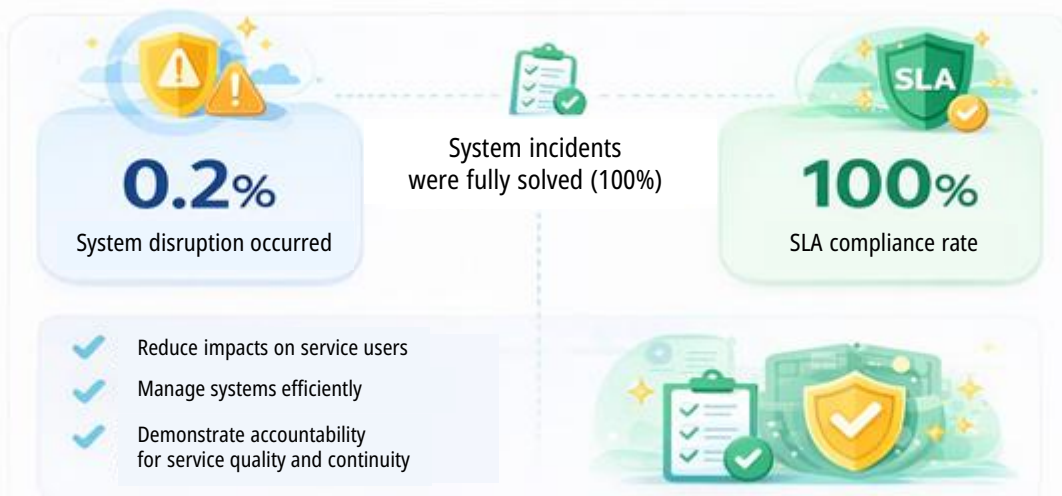 0.2%
System disruption occurred
System incidents
were fully solved (100%)
SLA
100%
SLA compliance rate
Reduce impacts on service users
Manage systems efficiently
Demonstrate accountability
for service quality and continuity